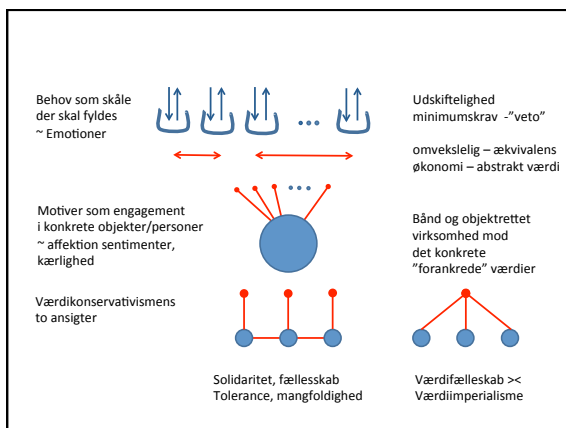 Behov som skåle
der skal fyldes
~ Emotioner
Udskiftelighed
minimumskrav -"veto"
omvekslelig – ækvivalens
økonomi – abstrakt værdi
Motiver som engagement
i konkrete objekter/personer
~ affektion sentimenter,
kærlighed
Bånd og objektrettet
virksomhed mod
det konkrete
"forankrede" værdier
Værdikonservativismens
to ansigter
Solidaritet, fællesskab
Tolerance, mangfoldighed
Værdifælleskab ><
Værdiimperialisme